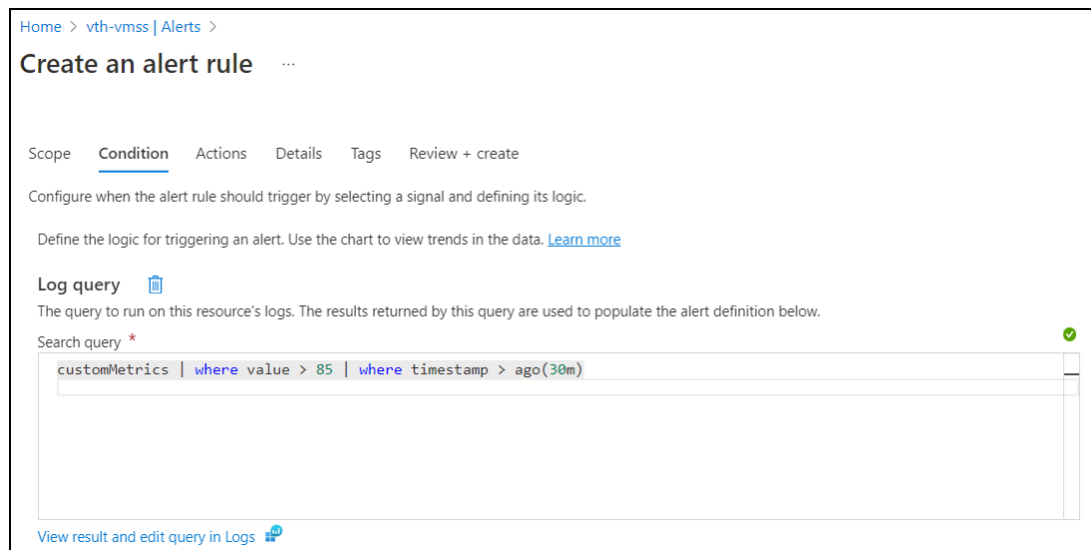 Home > vth-vmss | Alerts >
Create an alert rule ...
Scope Condition Actions Details Tags Review + create
Configure when the alert rule should trigger by selecting a signal and defining its logic.
Define the logic for triggering an alert. Use the chart to view trends in the data. Learn more
Log query
The query to run on this resource's logs. The results returned by this query are used to populate the alert definition below.
Search query *
customMetrics | where value > 85 | where timestamp > ago(30m)
View result and edit query in Logs